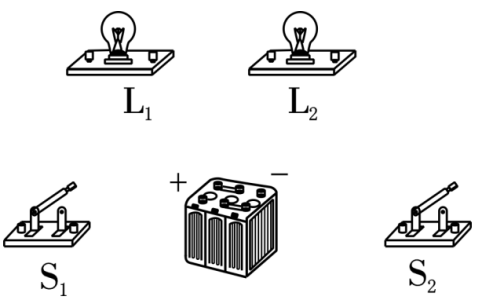 L₁ L₂
+ −
S₁ S₂